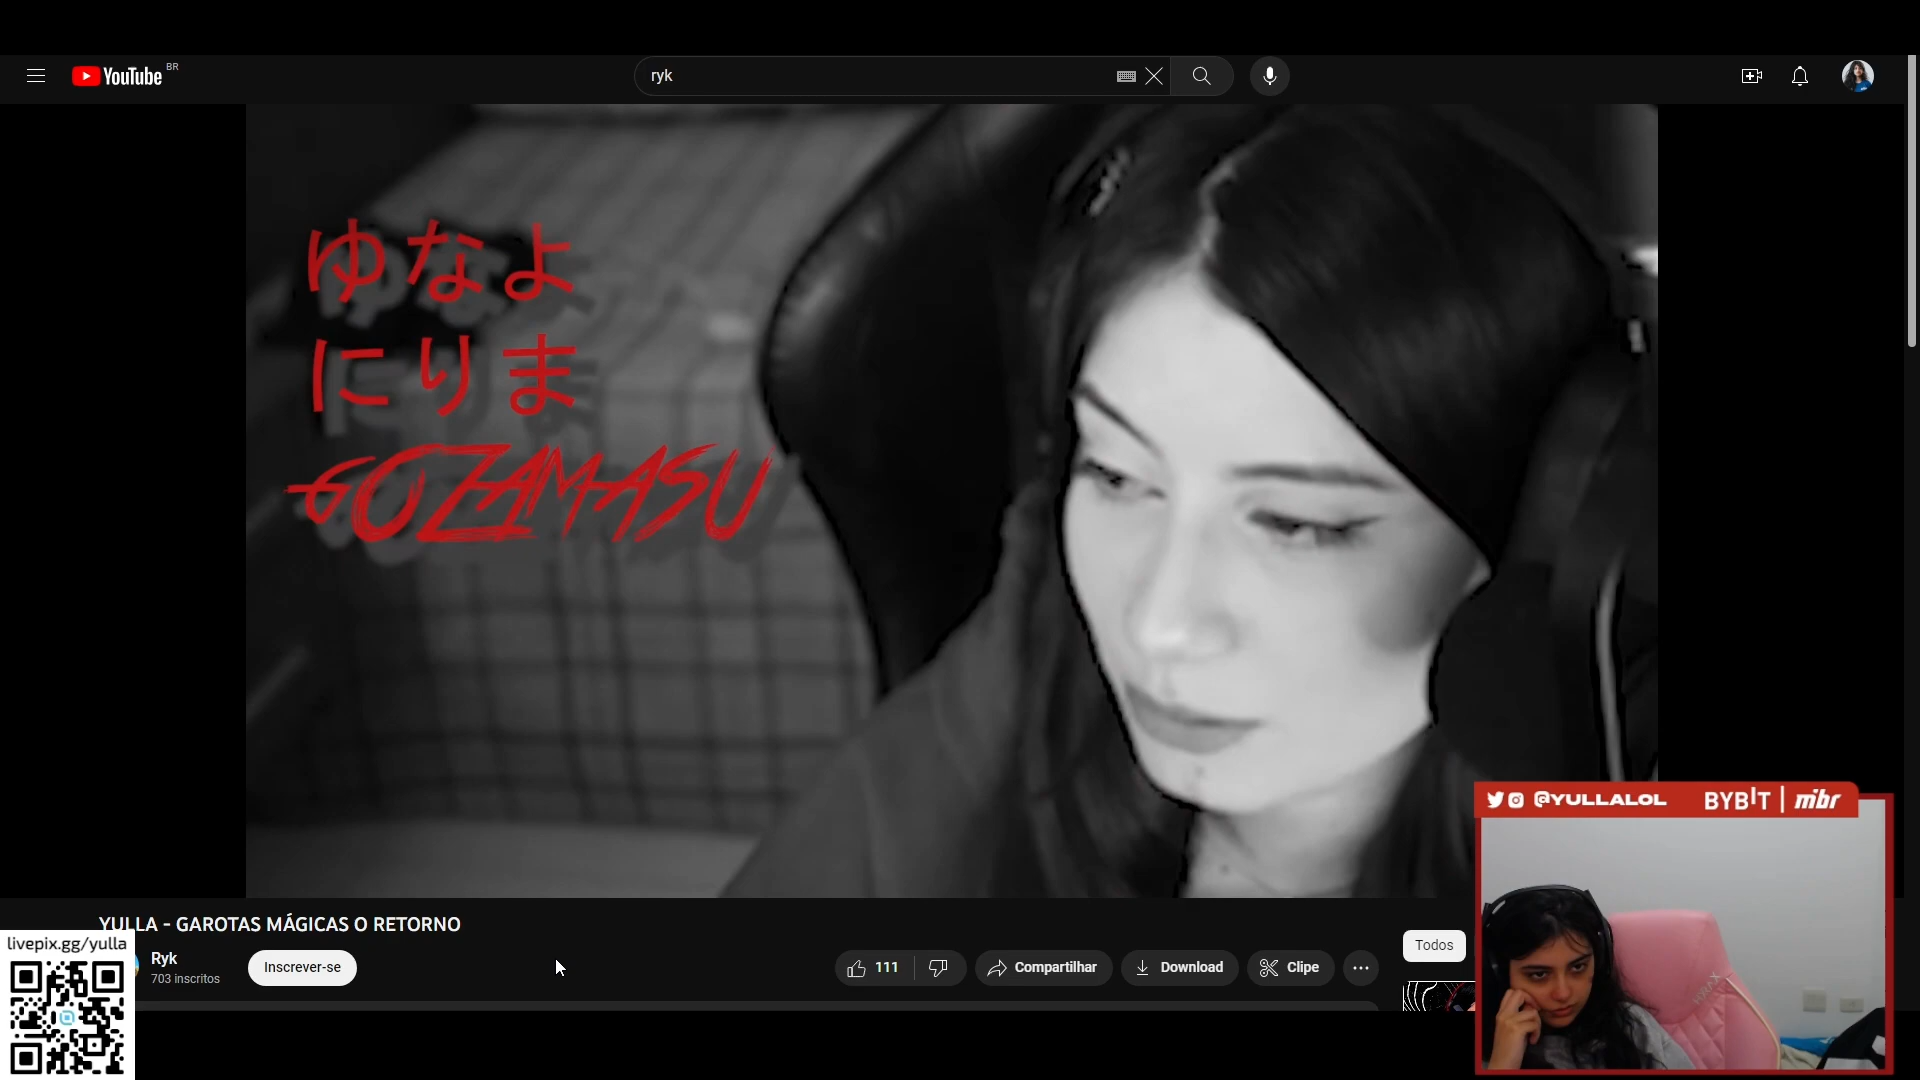 YouTube BR
ryk
ゆなよ
にりま
GOZAMASU
@YULLALOL BYBIT | mibr
YULLA - GAROTAS MÁGICAS O RETORNO
livepix.gg/yulla
Ryk
703 inscritos
Inscrever-se
111
Compartilhar
Download
Clipe
Todos